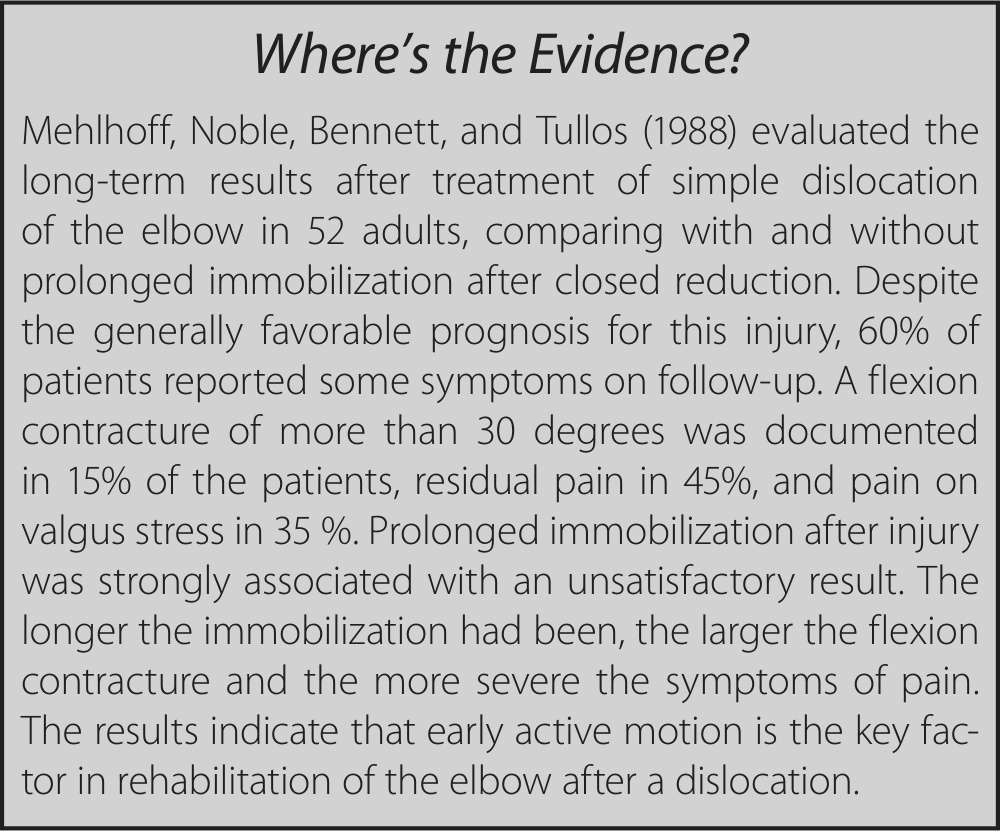 Where’s the Evidence?
Mehlhoff, Noble, Bennett, and Tullos (1988) evaluated the
long-term results after treatment of simple dislocation
of the elbow in 52 adults, comparing with and without
prolonged immobilization after closed reduction. Despite
the generally favorable prognosis for this injury, 60% of
patients reported some symptoms on follow-up. A flexion
contracture of more than 30 degrees was documented
in 15% of the patients, residual pain in 45%, and pain on
valgus stress in 35 %. Prolonged immobilization after injury
was strongly associated with an unsatisfactory result. The
longer the immobilization had been, the larger the flexion
contracture and the more severe the symptoms of pain.
The results indicate that early active motion is the key fac-
tor in rehabilitation of the elbow after a dislocation.